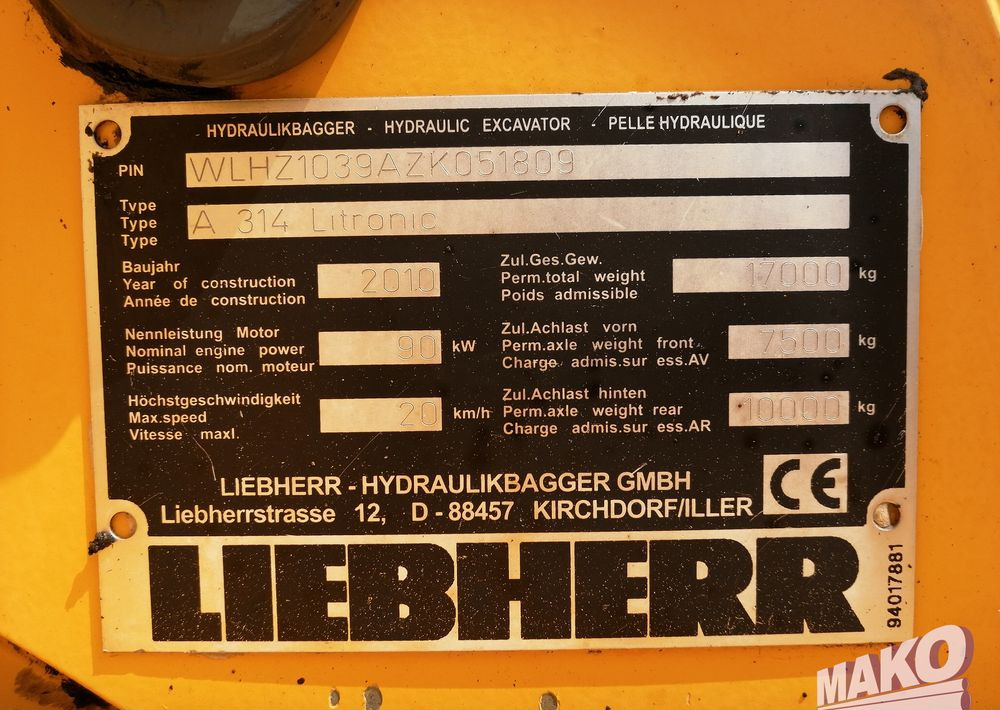 HYDRAULIKBAGGER - HYDRAULIC EXCAVATOR - PELLE HYDRAULIQUE
PIN WLHZ1039AZK051809
Type
Type A 314 Litronic
Type
Baujahr
Year of construction 2010
Année de construction
Zul.Ges.Gew.
Perm.total weight 17000 kg
Poids admissible
Nennleistung Motor
Nominal engine power 90 kW
Puissance nom. moteur
Zul.Achlast vorn
Perm.axle weight front 7500 kg
Charge admis.sur ess.AV
Höchstgeschwindigkeit
Max.speed 20 km/h
Vitesse maxl.
Zul.Achlast hinten
Perm.axle weight rear 10000 kg
Charge admis.sur ess.AR
LIEBHERR - HYDRAULIKBAGGER GMBH
Liebherrstrasse 12, D - 88457 KIRCHDORF/ILLER
CE
LIEBHERR
94017881
MAKO